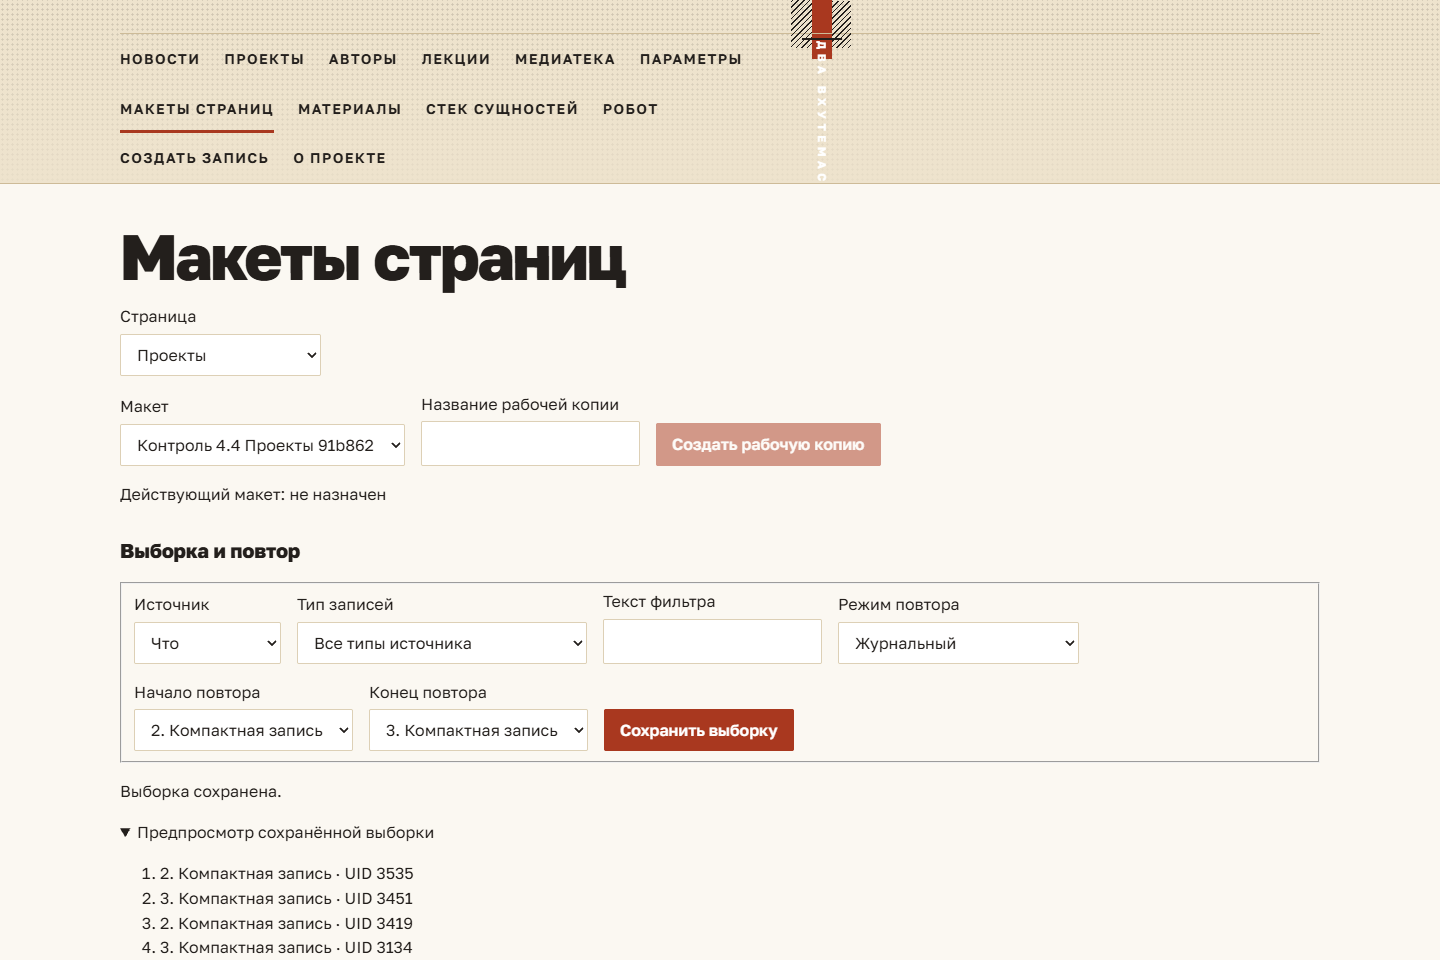 НОВОСТИ ПРОЕКТЫ АВТОРЫ ЛЕКЦИИ МЕДИАТЕКА ПАРАМЕТРЫ
МАКЕТЫ СТРАНИЦ МАТЕРИАЛЫ СТЕК СУЩНОСТЕЙ РОБОТ
СОЗДАТЬ ЗАПИСЬ О ПРОЕКТЕ
ВХУТЕМАС
Макеты страниц
Страница
Проекты
Макет Название рабочей копии
Контроль 4.4 Проекты 91b862 Создать рабочую копию
Действующий макет: не назначен
Выборка и повтор
Источник Тип записей Текст фильтра Режим повтора
Что Все типы источника Журнальный
Начало повтора Конец повтора
2. Компактная запись 3. Компактная запись Сохранить выборку
Выборка сохранена.
▼ Предпросмотр сохранённой выборки
1. 2. Компактная запись · UID 3535
2. 3. Компактная запись · UID 3451
3. 2. Компактная запись · UID 3419
4. 3. Компактная запись · UID 3134